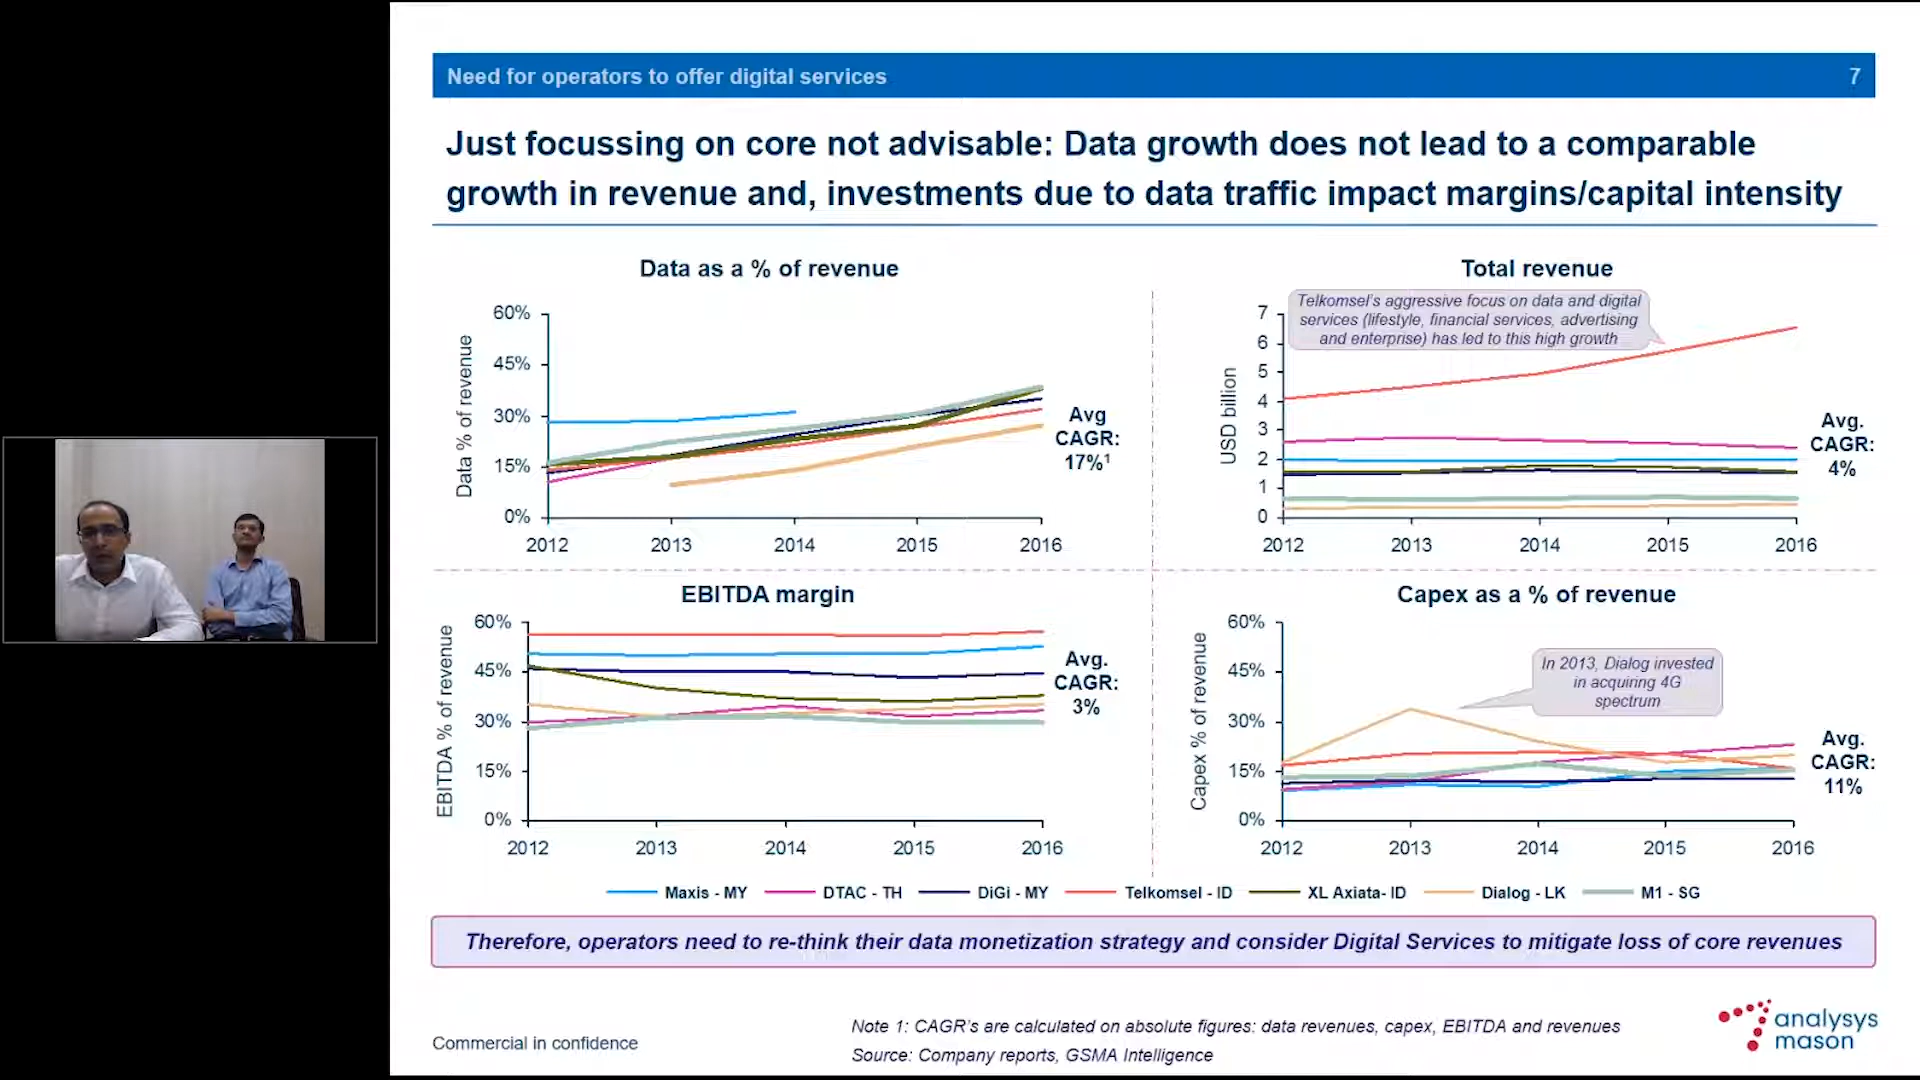 Need for operators to offer digital services
7
Just focussing on core not advisable: Data growth does not lead to a comparable
growth in revenue and, investments due to data traffic impact margins/capital intensity
Data as a % of revenue
Data % of revenue
60%
45%
30%
15%
0%
2012 2013 2014 2015 2016
Avg
CAGR:
17%¹
Total revenue
Telkomsel's aggressive focus on data and digital
services (lifestyle, financial services, advertising
and enterprise) has led to this high growth
USD billion
7
6
5
4
3
2
1
0
2012 2013 2014 2015 2016
Avg.
CAGR:
4%
EBITDA margin
EBITDA % of revenue
60%
45%
30%
15%
0%
2012 2013 2014 2015 2016
Avg.
CAGR:
3%
Capex as a % of revenue
Capex % of revenue
60%
45%
30%
15%
0%
In 2013, Dialog invested
in acquiring 4G
spectrum
2012 2013 2014 2015 2016
Avg.
CAGR:
11%
Maxis - MY DTAC - TH DiGi - MY Telkomsel - ID XL Axiata- ID Dialog - LK M1 - SG
Therefore, operators need to re-think their data monetization strategy and consider Digital Services to mitigate loss of core revenues
Note 1: CAGR's are calculated on absolute figures: data revenues, capex, EBITDA and revenues
Source: Company reports, GSMA Intelligence
Commercial in confidence
analysys
mason